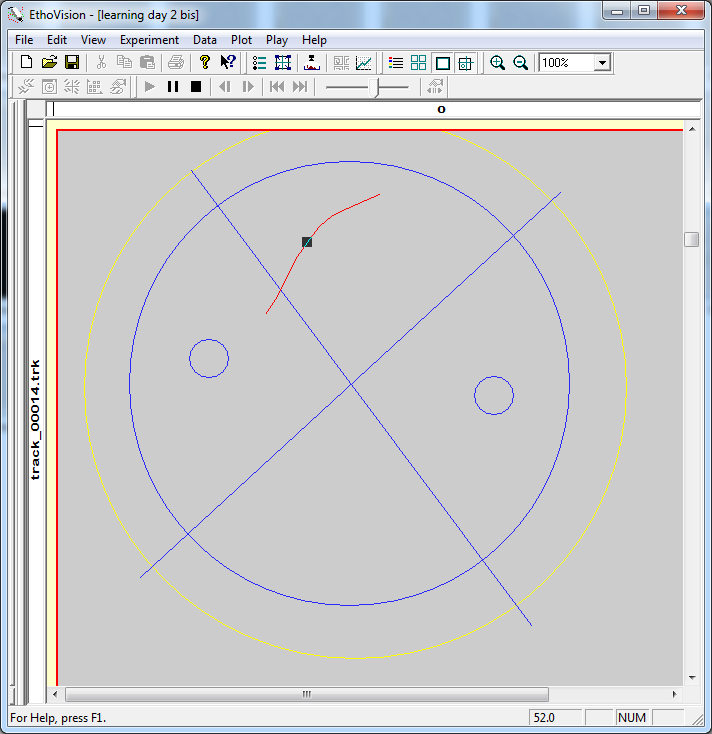 EthoVision - [learning day 2 bis]
File Edit View Experiment Data Plot Play Help
100%
0
track_00014.trk
For Help, press F1.
52.0
NUM